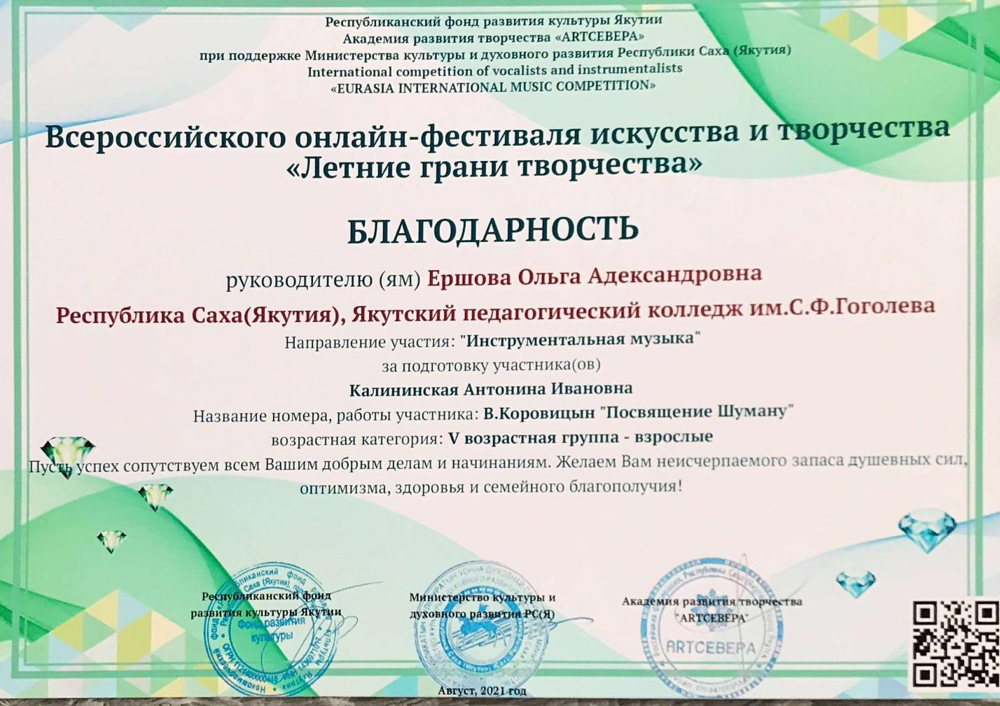 Республиканский фонд развития культуры Якутии
Академия развития творчества «ARTСЕВЕРА»
при поддержке Министерства культуры и духовного развития Республики Саха (Якутия)
International competition of vocalists and instrumentalists
«EURASIA INTERNATIONAL MUSIC COMPETITION»
Всероссийского онлайн-фестиваля искусства и творчества
«Летние грани творчества»
БЛАГОДАРНОСТЬ
руководителю (ям) Ершова Ольга Адександровна
Республика Саха(Якутия), Якутский педагогический колледж им.С.Ф.Гоголева
Направление участия: "Инструментальная музыка"
за подготовку участника(ов)
Калининская Антонина Ивановна
Название номера, работы участника: В.Коровицын "Посвящение Шуману"
возрастная категория: V возрастная группа - взрослые
Пусть успех сопутствуем всем Вашим добрым делам и начинаниям. Желаем Вам неисчерпаемого запаса душевных сил,
оптимизма, здоровья и семейного благополучия!
Республиканский фонд
развития культуры Якутии
Фонд развития
культуры
Министерство культуры и
духовного развития РС(Я)
Академия развития творчества
"ARTСЕВЕРА"
ARTСЕВЕРА
Август, 2021 год